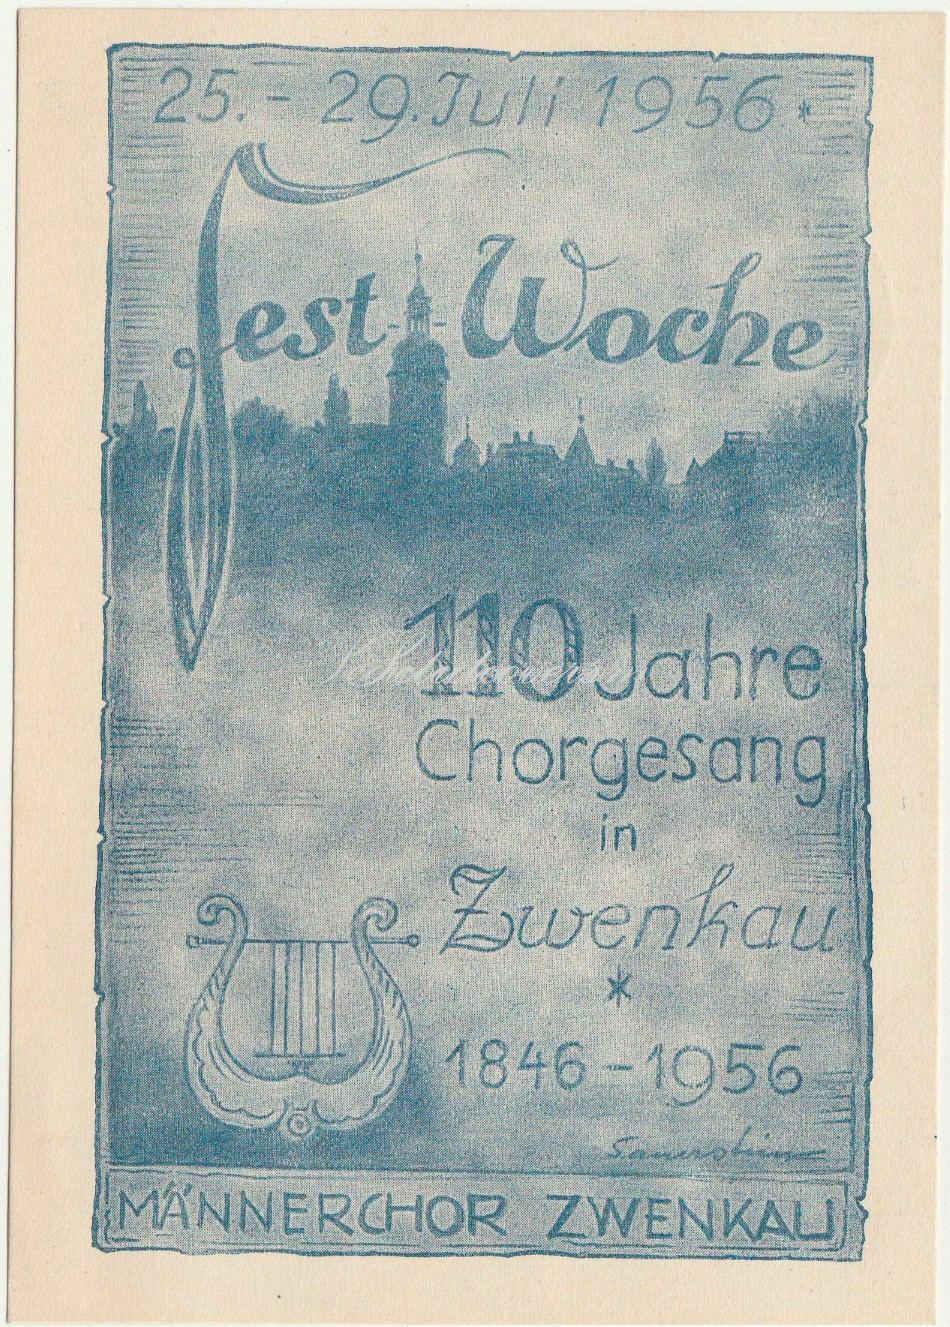 25. - 29. Juli 1956 *
Fest-Woche
110 Jahre
Chorgesang
in
Zwenkau
*
1846 - 1956
MÄNNERCHOR ZWENKAU